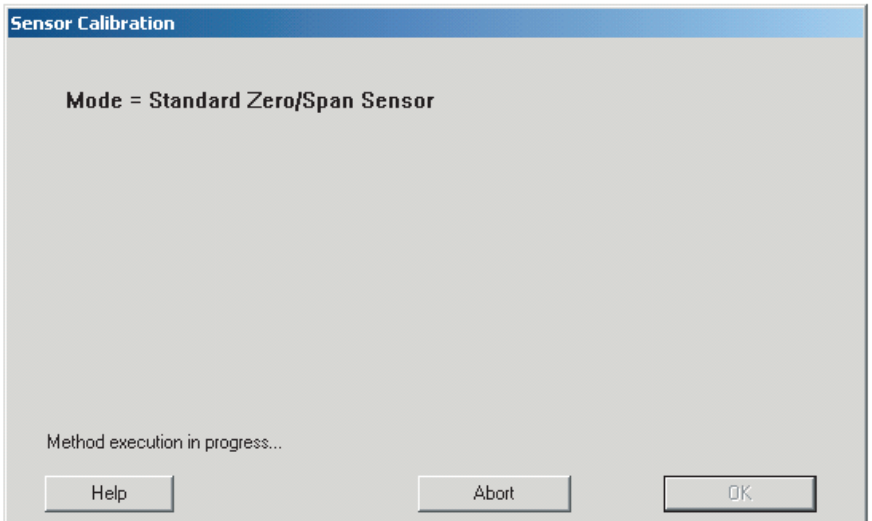 Sensor Calibration
Mode = Standard Zero/Span Sensor
Method execution in progress...
Help
Abort
OK